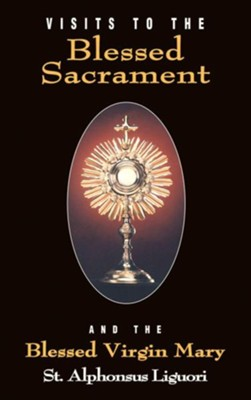 VISITS TO THE
Blessed
Sacrament
AND THE
Blessed Virgin Mary
St. Alphonsus Liguori